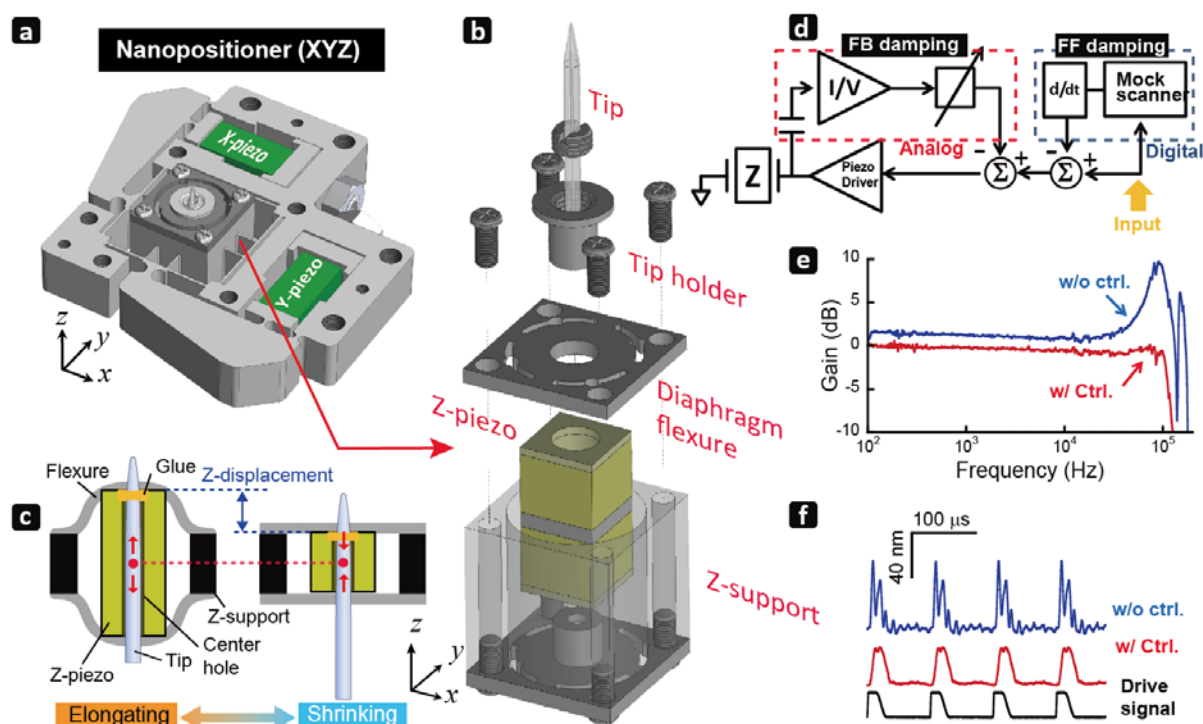 a
Nanopositioner (XYZ)
X-piezo
Y-piezo
z
y
x
b
Tip
Tip holder
Diaphragm
flexure
Z-piezo
Z-support
z
y
x
c
Flexure
Glue
Z-displacement
Z-support
Center
hole
Tip
Z-piezo
Elongating
Shrinking
d
FB damping
FF damping
I/V
d/dt
Mock
scanner
Analog
Digital
Z
Piezo
Driver
− Σ +
− Σ +
Input
e
10
5
0
-5
-10
Gain (dB)
w/o ctrl.
w/ Ctrl.
10² 10³ 10⁴ 10⁵
Frequency (Hz)
f
100 µs
40 nm
w/o ctrl.
w/ Ctrl.
Drive
signal